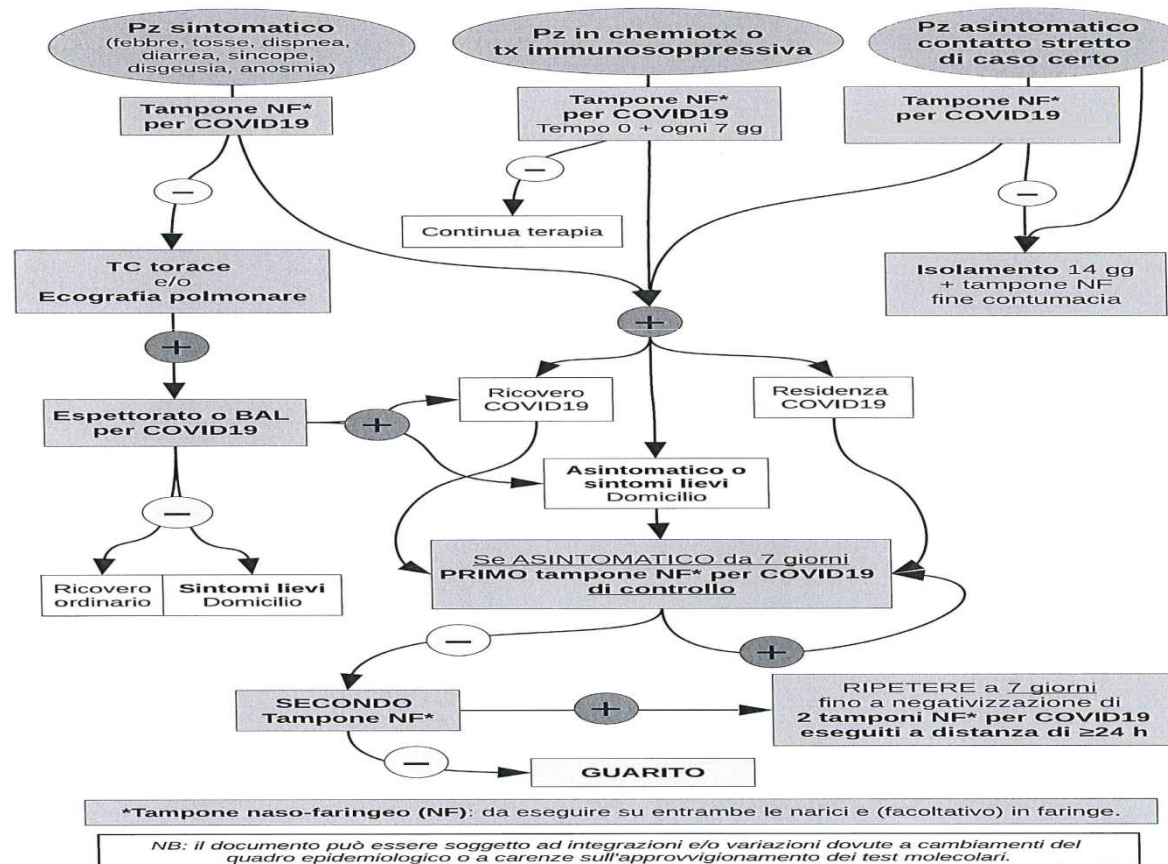 Pz sintomatico
(febbre, tosse, dispnea,
diarrea, sincope,
disgeusia, anosmia)
Pz in chemiotx o
tx immunosoppressiva
Pz asintomatico
contatto stretto
di caso certo
Tampone NF*
per COVID19
Tampone NF*
per COVID19
Tempo 0 + ogni 7 gg
Tampone NF*
per COVID19
−
−
−
Continua terapia
TC torace
e/o
Ecografia polmonare
Isolamento 14 gg
+ tampone NF
fine contumacia
+
+
Ricovero
COVID19
Residenza
COVID19
Espettorato o BAL
per COVID19
+
Asintomatico o
sintomi lievi
Domicilio
−
Ricovero
ordinario
Sintomi lievi
Domicilio
Se ASINTOMATICO da 7 giorni
PRIMO tampone NF* per COVID19
di controllo
−
+
SECONDO
Tampone NF*
+
RIPETERE a 7 giorni
fino a negativizzazione di
2 tamponi NF* per COVID19
eseguiti a distanza di ≥24 h
−
GUARITO
*Tampone naso-faringeo (NF): da eseguire su entrambe le narici e (facoltativo) in faringe.
NB: il documento può essere soggetto ad integrazioni e/o variazioni dovute a cambiamenti del
quadro epidemiologico o a carenze sull'approvvigionamento dei test molecolari.